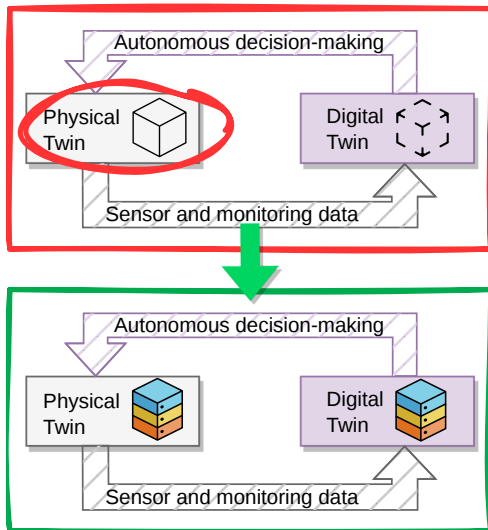 Autonomous decision-making
Physical
Twin
Digital
Twin
Sensor and monitoring data
Autonomous decision-making
Physical
Twin
Digital
Twin
Sensor and monitoring data